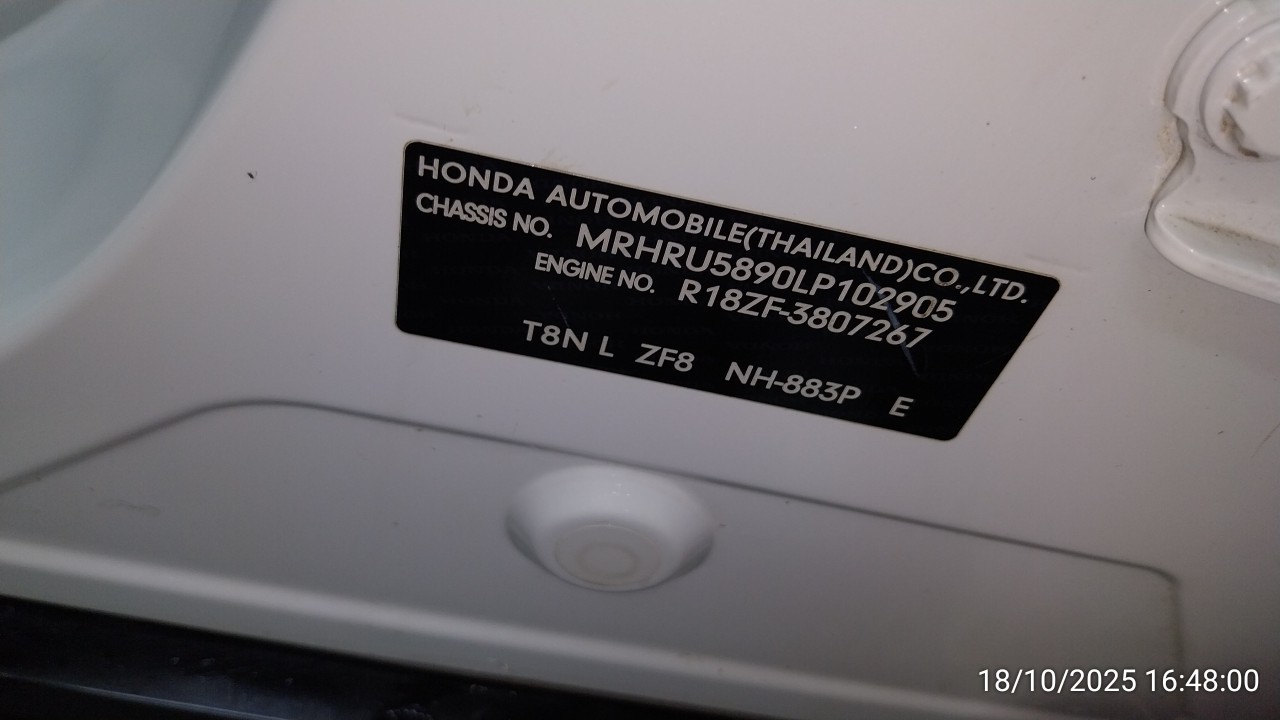 HONDA AUTOMOBILE(THAILAND)CO.,LTD.
CHASSIS NO. MRHRU5890LP102905
ENGINE NO. R18ZF-3807267
T8N L ZF8 NH-883P E
18/10/2025 16:48:00